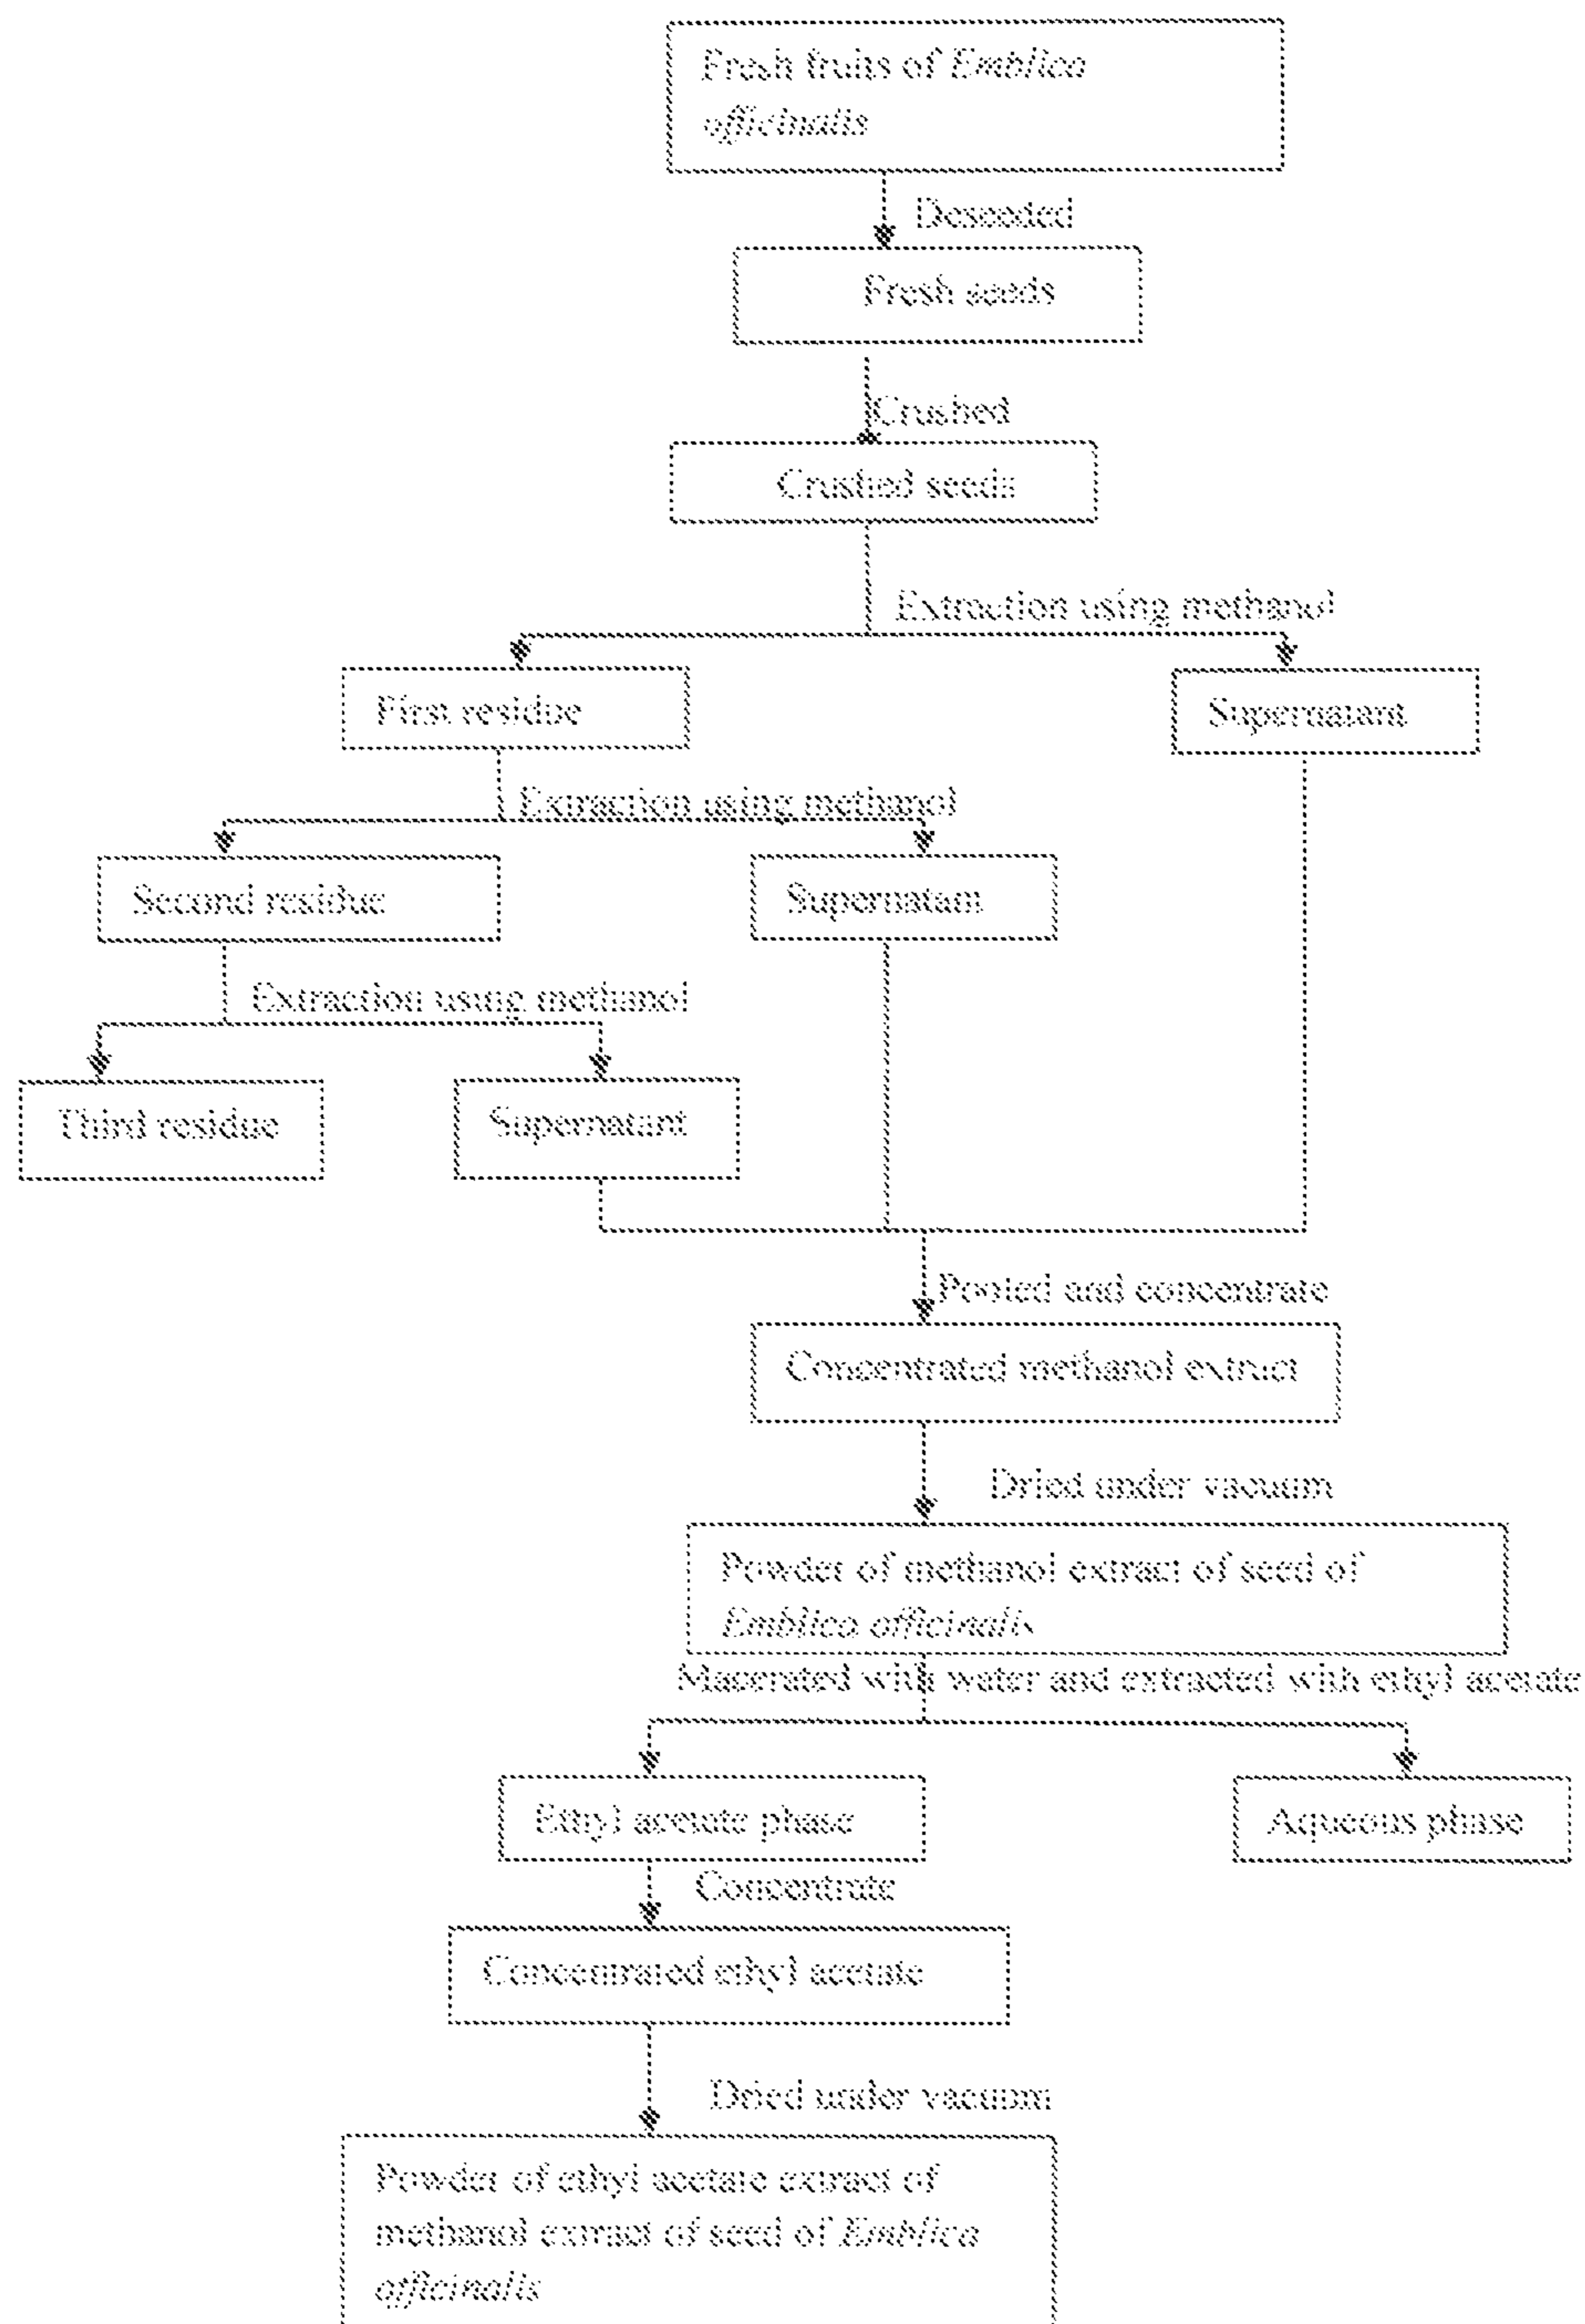 Fresh fruits of Emblica
officinalis
Deseeded
Fresh seeds
Crushed
Crushed seeds
Extraction using methanol
First residue
Supernatant
Extraction using methanol
Second residue
Supernatant
Extraction using methanol
Third residue
Supernatant
Pooled and concentrate
Concentrated methanol extract
Dried under vacuum
Powder of methanol extract of seed of
Emblica officinalis
Macerated with water and extracted with ethyl acetate
Ethyl acetate phase
Aqueous phase
Concentrate
Concentrated ethyl acetate
Dried under vacuum
Powder of ethyl acetate extract of
methanol extract of seed of Emblica
officinalis